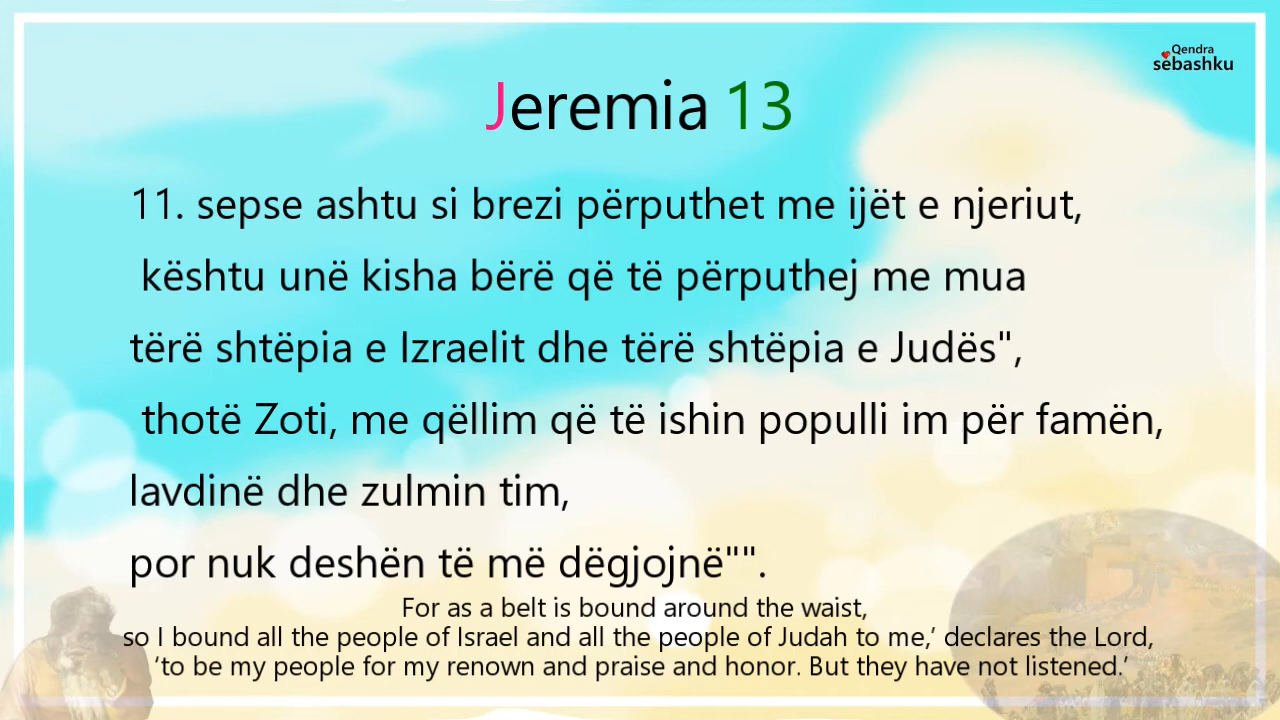 Qendra
sëbashku
Jeremia 13
11. sepse ashtu si brezi përputhet me ijët e njeriut,
kështu unë kisha bërë që të përputhej me mua
tërë shtëpia e Izraelit dhe tërë shtëpia e Judës",
thotë Zoti, me qëllim që të ishin populli im për famën,
lavdinë dhe zulmin tim,
por nuk deshën të më dëgjojnë"".
For as a belt is bound around the waist,
so I bound all the people of Israel and all the people of Judah to me,’ declares the Lord,
‘to be my people for my renown and praise and honor. But they have not listened.’